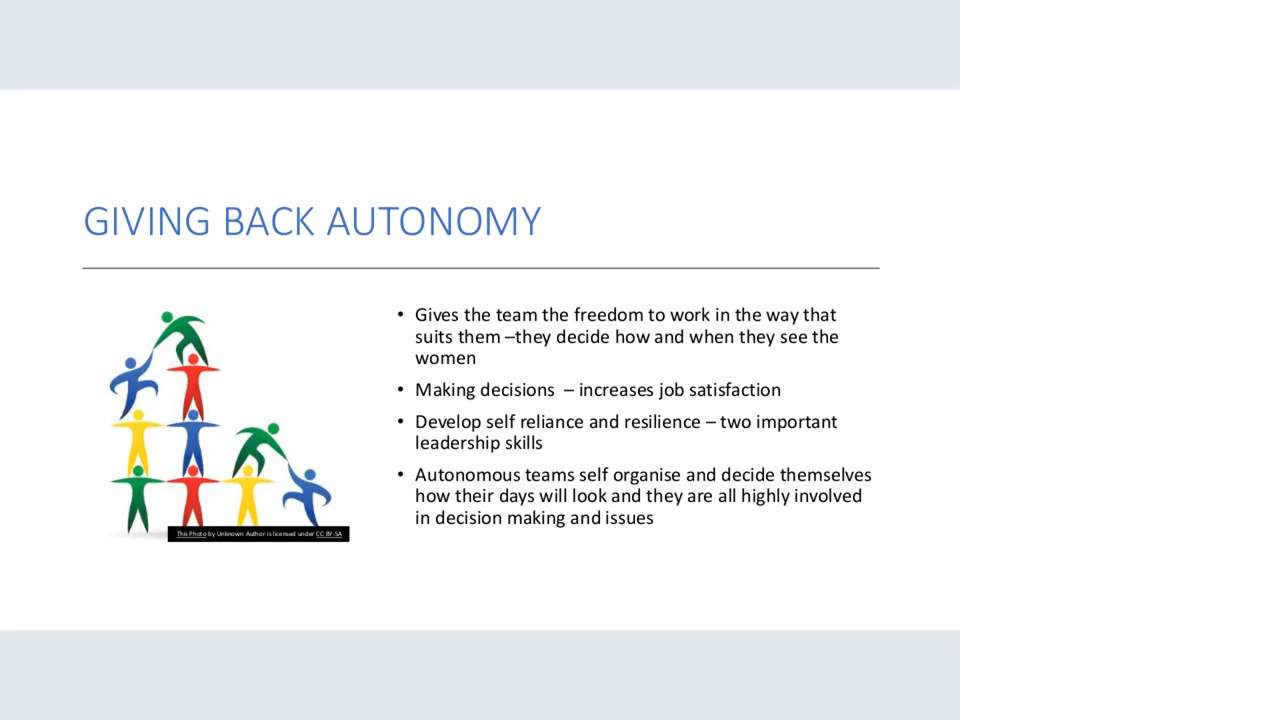 GIVING BACK AUTONOMY
• Gives the team the freedom to work in the way that
suits them –they decide how and when they see the
women
• Making decisions – increases job satisfaction
• Develop self reliance and resilience – two important
leadership skills
• Autonomous teams self organise and decide themselves
how their days will look and they are all highly involved
in decision making and issues
This Photo by Unknown Author is licensed under CC BY-SA